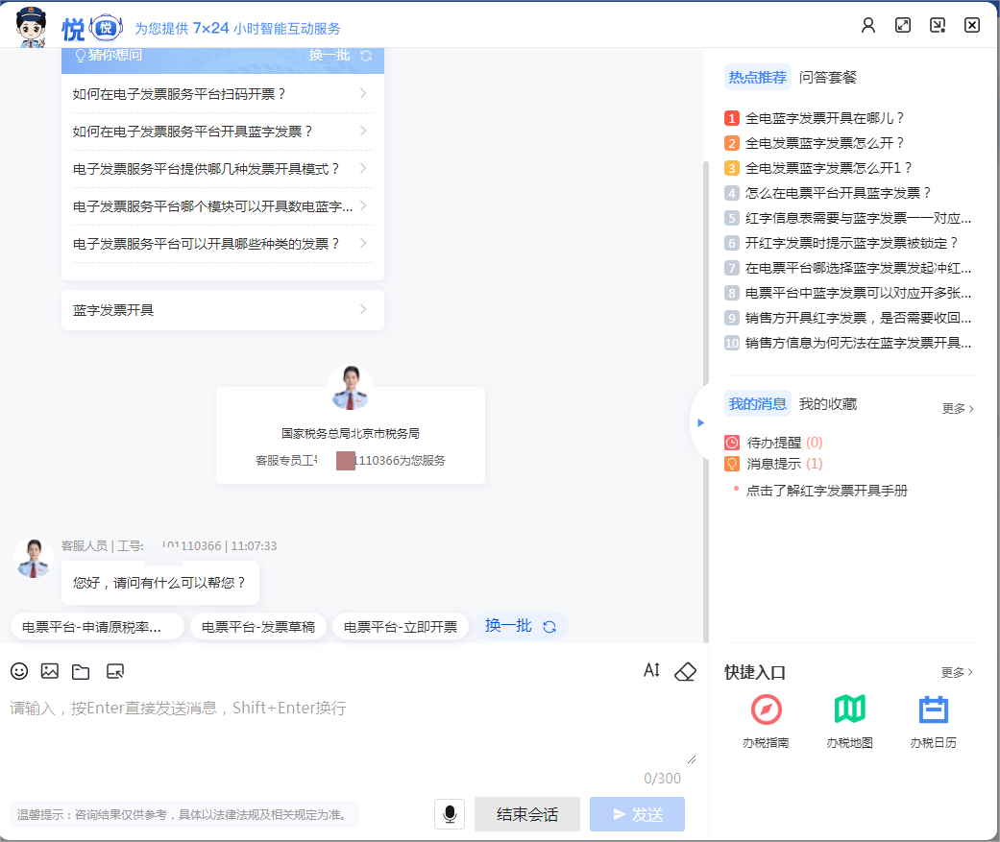 悦 悦 为您提供 7×24 小时智能互动服务
猜你想问 换一批
如何在电子发票服务平台扫码开票？
如何在电子发票服务平台开具蓝字发票？
电子发票服务平台提供哪几种发票开具模式？
电子发票服务平台哪个模块可以开具数电蓝字...
电子发票服务平台可以开具哪些种类的发票？
蓝字发票开具
国家税务总局北京市税务局
客服专员工号 1110366为您服务
客服人员 | 工号: 01110366 | 11:07:33
您好，请问有什么可以帮您？
电票平台-申请原税率... 电票平台-发票草稿 电票平台-立即开票 换一批
请输入，按Enter直接发送消息，Shift+Enter换行
0/300
温馨提示：咨询结果仅供参考，具体以法律法规及相关规定为准。
结束会话 发送
热点推荐 问答套餐
1 全电蓝字发票开具在哪儿？
2 全电发票蓝字发票怎么开？
3 全电发票蓝字发票怎么开1？
4 怎么在电票平台开具蓝字发票？
5 红字信息表需要与蓝字发票一一对应...
6 开红字发票时提示蓝字发票被锁定？
7 在电票平台哪选择蓝字发票发起冲红...
8 电票平台中蓝字发票可以对应开多张...
9 销售方开具红字发票，是否需要收回...
10 销售方信息为何无法在蓝字发票开具...
我的消息 我的收藏 更多
待办提醒 (0)
消息提示 (1)
点击了解红字发票开具手册
快捷入口 更多
办税指南 办税地图 办税日历